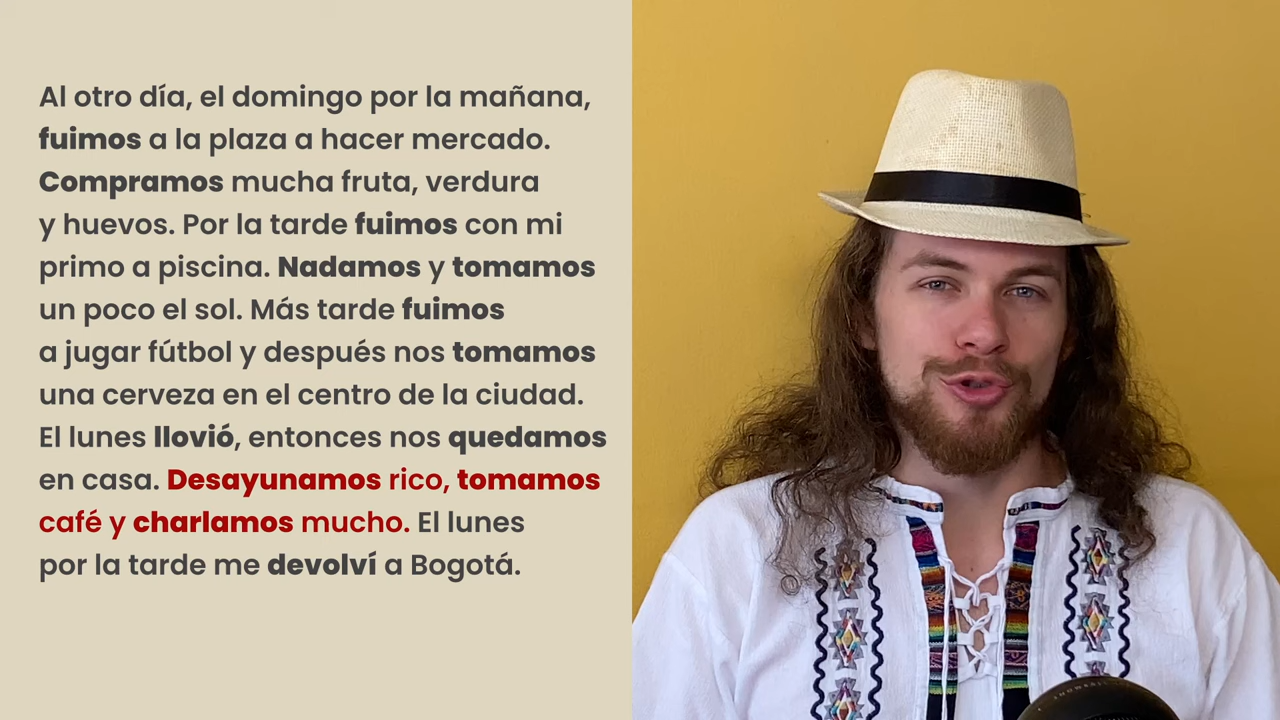 Al otro día, el domingo por la mañana,
fuimos a la plaza a hacer mercado.
Compramos mucha fruta, verdura
y huevos. Por la tarde fuimos con mi
primo a piscina. Nadamos y tomamos
un poco el sol. Más tarde fuimos
a jugar fútbol y después nos tomamos
una cerveza en el centro de la ciudad.
El lunes llovió, entonces nos quedamos
en casa. Desayunamos rico, tomamos
café y charlamos mucho. El lunes
por la tarde me devolví a Bogotá.